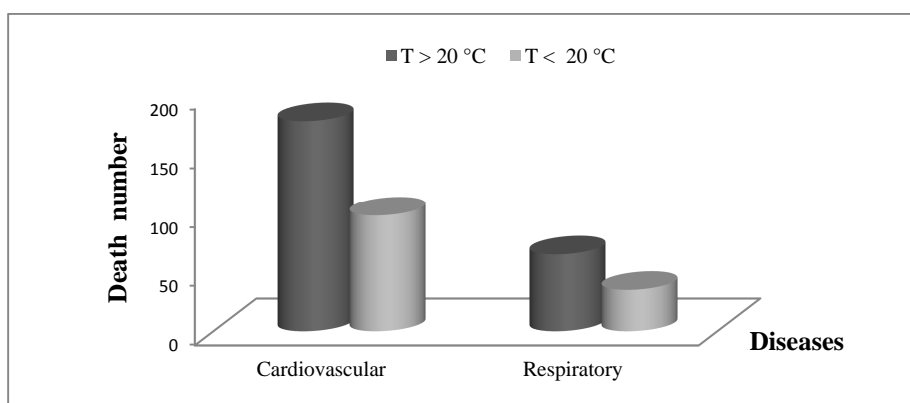 T > 20 °C T < 20 °C
200
150
100
50
0
Death number
Cardiovascular Respiratory
Diseases